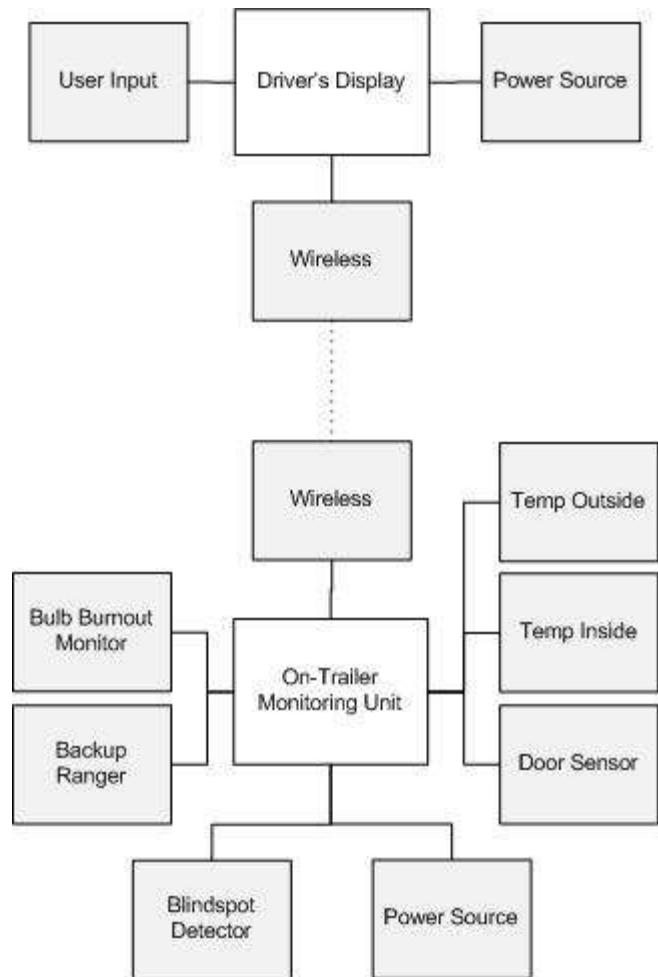 User Input
Driver's Display
Power Source
Wireless
Wireless
Temp Outside
Bulb Burnout
Monitor
On-Trailer
Monitoring Unit
Temp Inside
Backup
Ranger
Door Sensor
Blindspot
Detector
Power Source